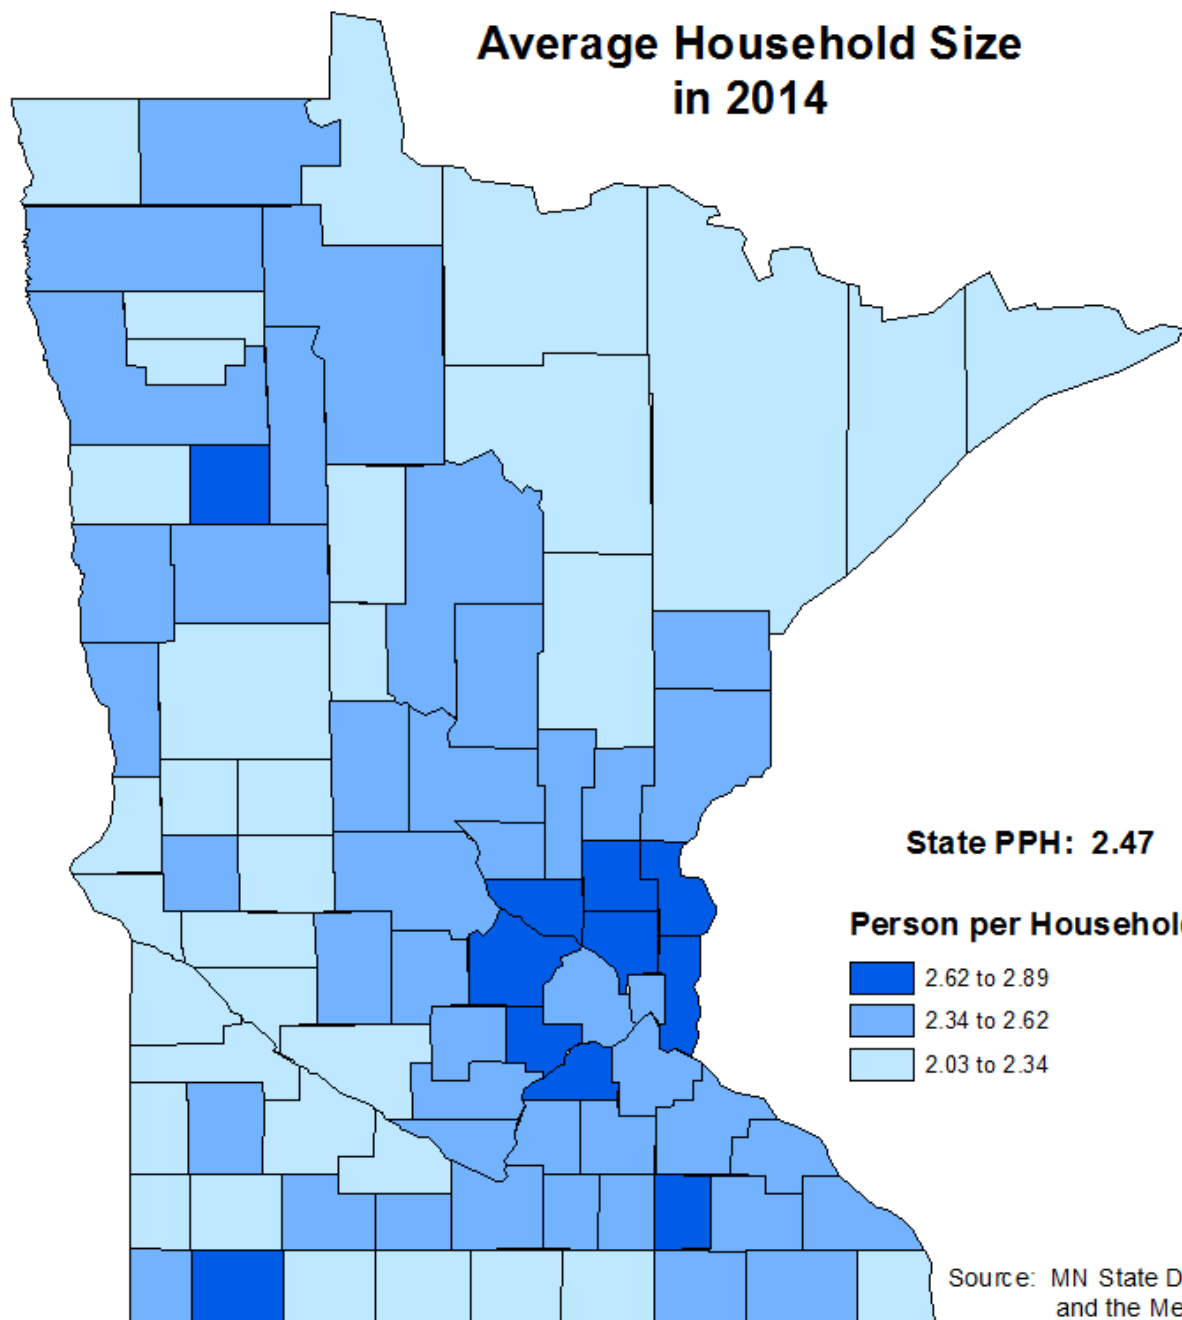 Average Household Size
in 2014
State PPH: 2.47
Person per Househol
2.62 to 2.89
2.34 to 2.62
2.03 to 2.34
Source: MN State D
and the Me